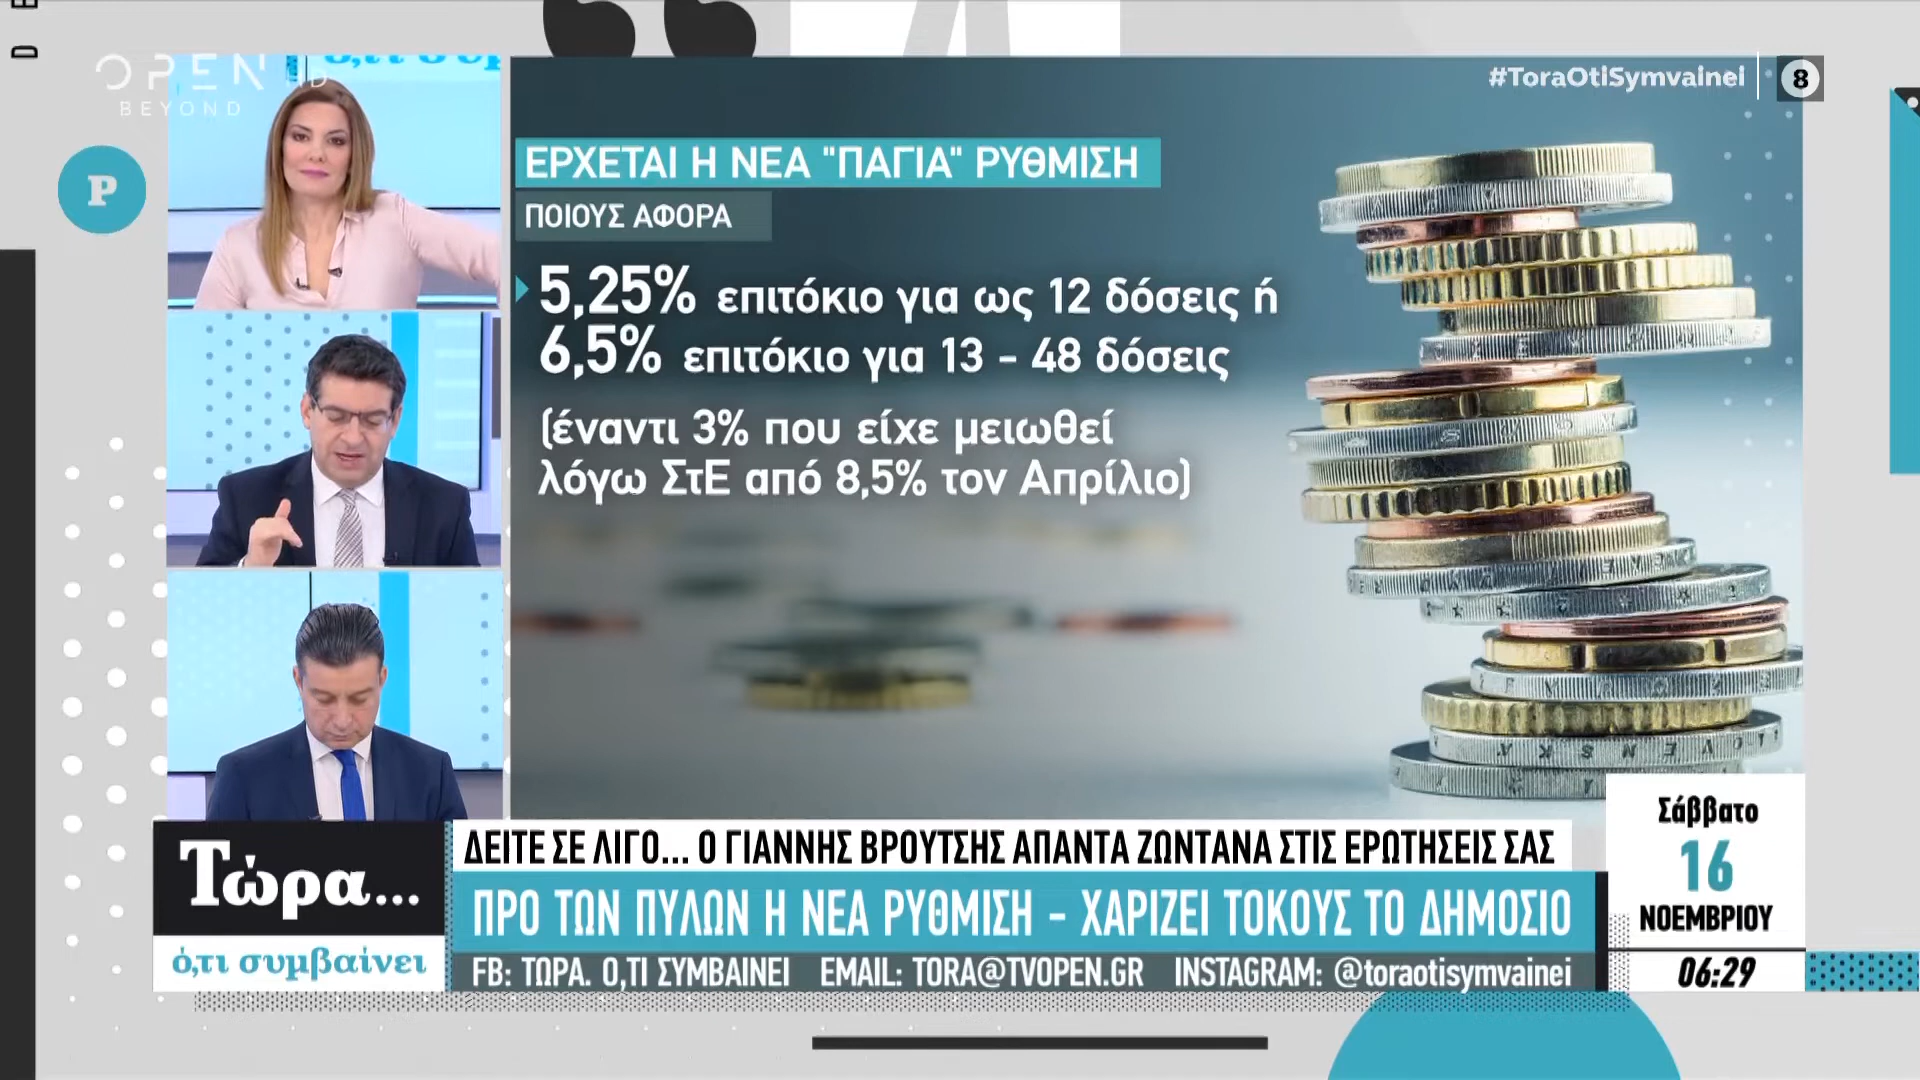 OPEN HD
BEYOND
#ToraOtiSymvainei
8
P
ΕΡΧΕΤΑΙ Η ΝΕΑ "ΠΑΓΙΑ" ΡΥΘΜΙΣΗ
ΠΟΙΟΥΣ ΑΦΟΡΑ
5,25% επιτόκιο για ως 12 δόσεις ή
6,5% επιτόκιο για 13 - 48 δόσεις
(έναντι 3% που είχε μειωθεί
λόγω ΣτΕ από 8,5% τον Απρίλιο)
ΔΕΙΤΕ ΣΕ ΛΙΓΟ... Ο ΓΙΑΝΝΗΣ ΒΡΟΥΤΣΗΣ ΑΠΑΝΤΑ ΖΩΝΤΑΝΑ ΣΤΙΣ ΕΡΩΤΗΣΕΙΣ ΣΑΣ
Τώρα...
ό,τι συμβαίνει
ΠΡΟ ΤΩΝ ΠΥΛΩΝ Η ΝΕΑ ΡΥΘΜΙΣΗ - ΧΑΡΙΖΕΙ ΤΟΚΟΥΣ ΤΟ ΔΗΜΟΣΙΟ
FB: ΤΩΡΑ. Ο,ΤΙ ΣΥΜΒΑΙΝΕΙ EMAIL: TORA@TVOPEN.GR INSTAGRAM: @toraotisymvainei
Σάββατο
16
ΝΟΕΜΒΡΙΟΥ
06:29